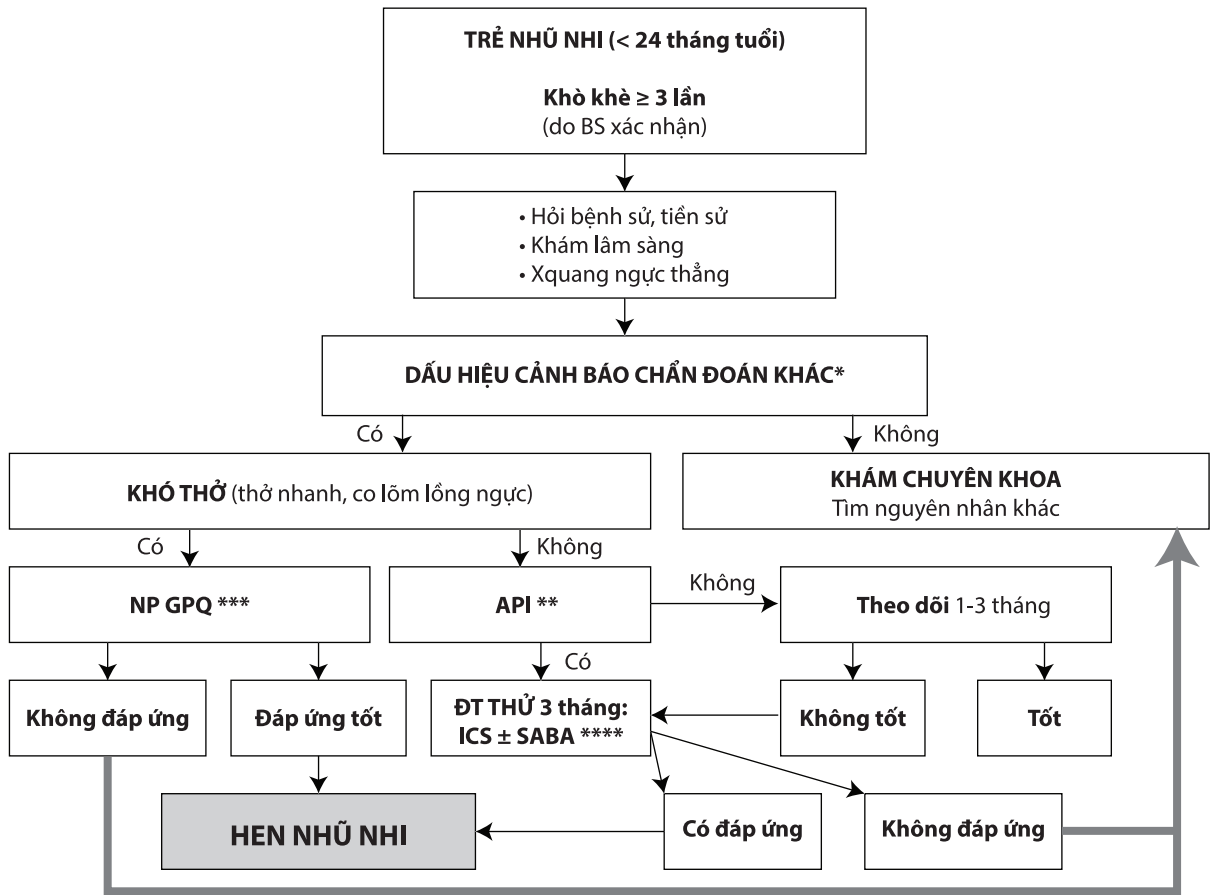 TRẺ NHŨ NHI (< 24 tháng tuổi)
Khò khè ≥ 3 lần
(do BS xác nhận)
• Hỏi bệnh sử, tiền sử
• Khám lâm sàng
• Xquang ngực thẳng
DẤU HIỆU CẢNH BÁO CHẨN ĐOÁN KHÁC*
Có
Không
KHÓ THỞ (thở nhanh, co lõm lồng ngực)
KHÁM CHUYÊN KHOA
Tìm nguyên nhân khác
Có
Không
NP GPQ ***
API **
Không
Theo dõi 1-3 tháng
Có
Không đáp ứng
Đáp ứng tốt
ĐT THỬ 3 tháng:
ICS ± SABA ****
Không tốt
Tốt
HEN NHŨ NHI
Có đáp ứng
Không đáp ứng